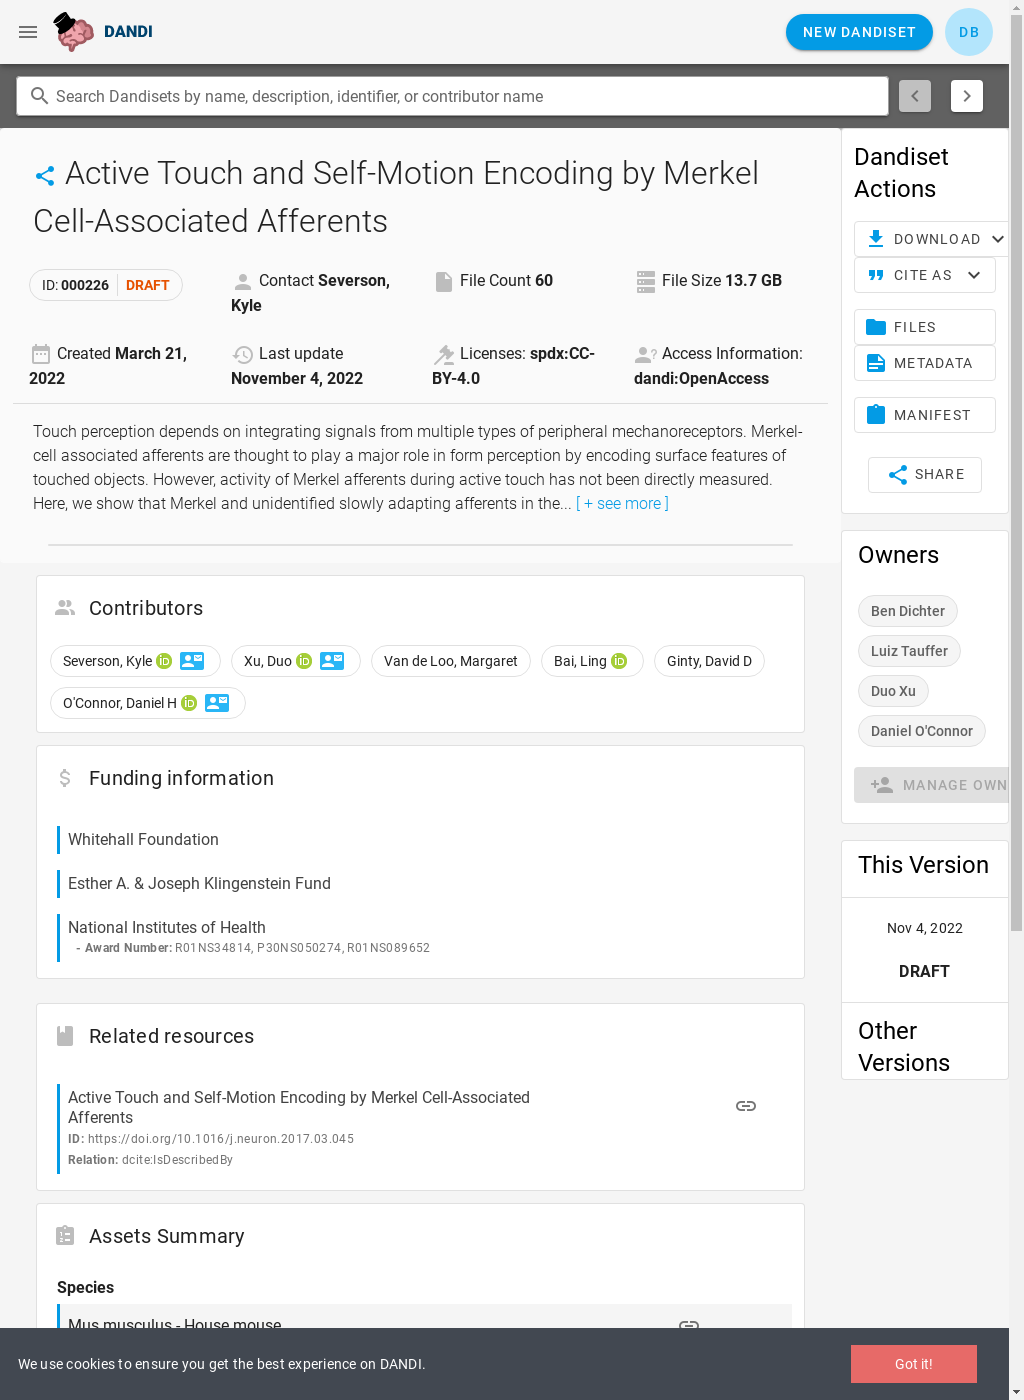 DANDI
NEW DANDISET
DB
Search Dandisets by name, description, identifier, or contributor name
Active Touch and Self-Motion Encoding by Merkel
Cell-Associated Afferents
ID: 000226 DRAFT
Contact Severson,
Kyle
File Count 60
File Size 13.7 GB
Created March 21,
2022
Last update
November 4, 2022
Licenses: spdx:CC-
BY-4.0
Access Information:
dandi:OpenAccess
Touch perception depends on integrating signals from multiple types of peripheral mechanoreceptors. Merkel-
cell associated afferents are thought to play a major role in form perception by encoding surface features of
touched objects. However, activity of Merkel afferents during active touch has not been directly measured.
Here, we show that Merkel and unidentified slowly adapting afferents in the... [ + see more ]
Contributors
Severson, Kyle iD
Xu, Duo iD
Van de Loo, Margaret
Bai, Ling iD
Ginty, David D
O'Connor, Daniel H iD
Funding information
Whitehall Foundation
Esther A. & Joseph Klingenstein Fund
National Institutes of Health
- Award Number: R01NS34814, P30NS050274, R01NS089652
Related resources
Active Touch and Self-Motion Encoding by Merkel Cell-Associated
Afferents
ID: https://doi.org/10.1016/j.neuron.2017.03.045
Relation: dcite:IsDescribedBy
Assets Summary
Species
Mus musculus - House mouse
Dandiset
Actions
DOWNLOAD
CITE AS
FILES
METADATA
MANIFEST
SHARE
Owners
Ben Dichter
Luiz Tauffer
Duo Xu
Daniel O'Connor
MANAGE OWN
This Version
Nov 4, 2022
DRAFT
Other
Versions
We use cookies to ensure you get the best experience on DANDI.
Got it!